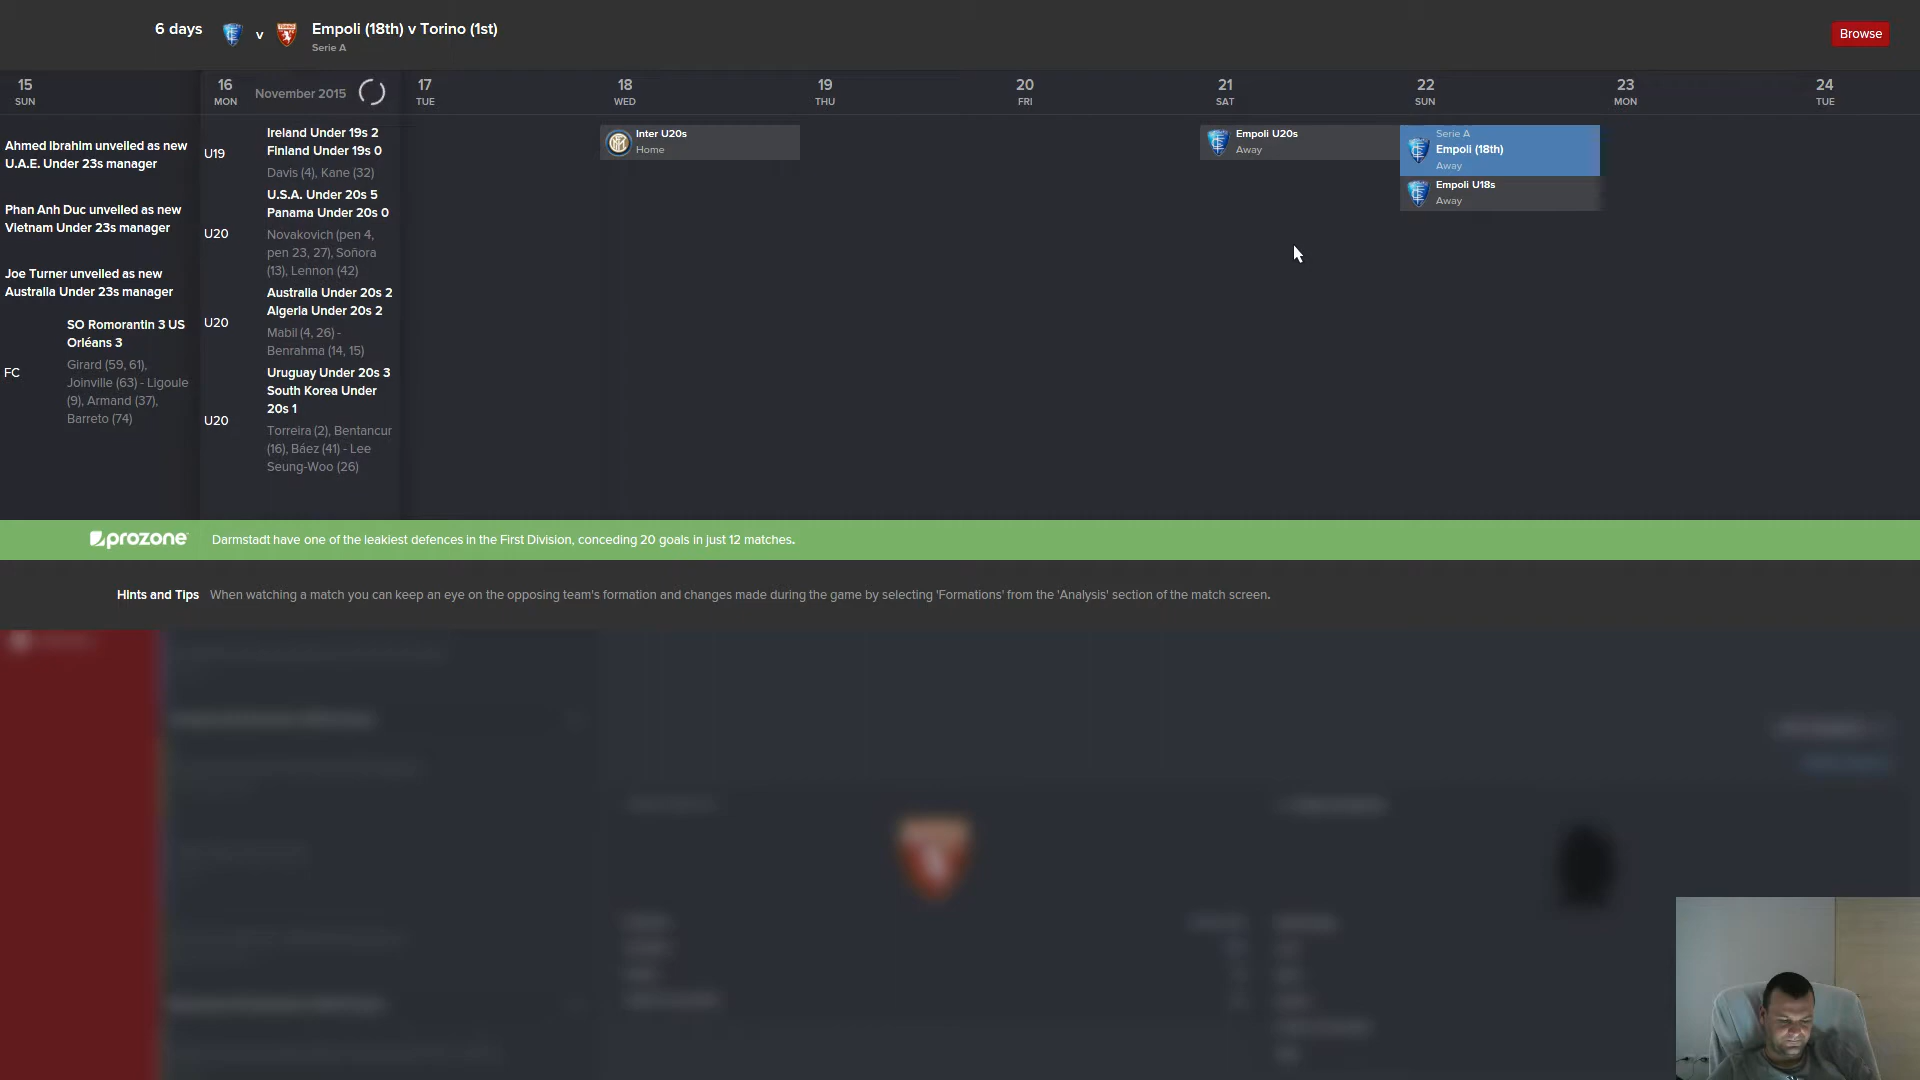 6 days
v
Empoli (18th) v Torino (1st)
Serie A
Browse
15
SUN
16
MON
November 2015
17
TUE
18
WED
19
THU
20
FRI
21
SAT
22
SUN
23
MON
24
TUE
Ahmed Ibrahim unveiled as new
U.A.E. Under 23s manager
Phan Anh Duc unveiled as new
Vietnam Under 23s manager
Joe Turner unveiled as new
Australia Under 23s manager
FC
SO Romorantin 3 US
Orléans 3
Girard (59, 61),
Joinville (63) - Ligoule
(9), Armand (37),
Barreto (74)
U19
Ireland Under 19s 2
Finland Under 19s 0
Davis (4), Kane (32)
U20
U.S.A. Under 20s 5
Panama Under 20s 0
Novakovich (pen 4,
pen 23, 27), Soñora
(13), Lennon (42)
U20
Australia Under 20s 2
Algeria Under 20s 2
Mabil (4, 26) -
Benrahma (14, 15)
U20
Uruguay Under 20s 3
South Korea Under
20s 1
Torreira (2), Bentancur
(16), Báez (41) - Lee
Seung-Woo (26)
Inter U20s
Home
Empoli U20s
Away
Serie A
Empoli (18th)
Away
Empoli U18s
Away
prozone
Darmstadt have one of the leakiest defences in the First Division, conceding 20 goals in just 12 matches.
Hints and Tips
When watching a match you can keep an eye on the opposing team's formation and changes made during the game by selecting 'Formations' from the 'Analysis' section of the match screen.